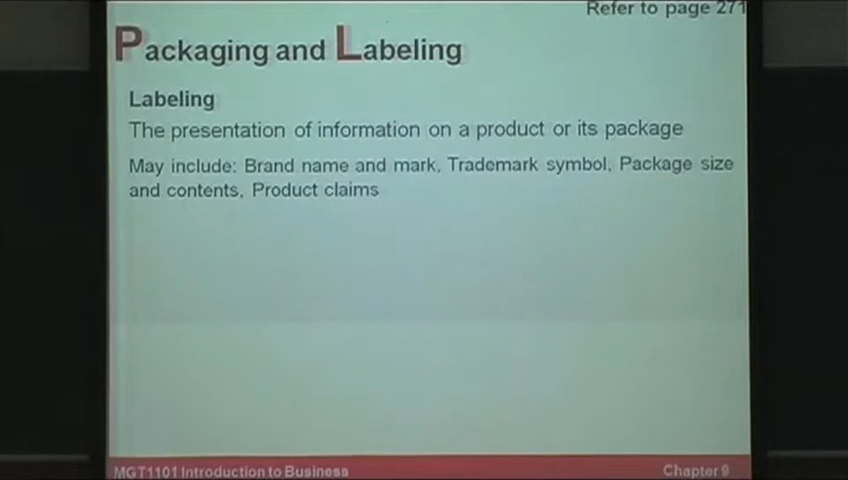 Refer to page 271
Packaging and Labeling
Labeling
The presentation of information on a product or its package
May include: Brand name and mark, Trademark symbol, Package size
and contents, Product claims
MGT1101 Introduction to Business
Chapter 9